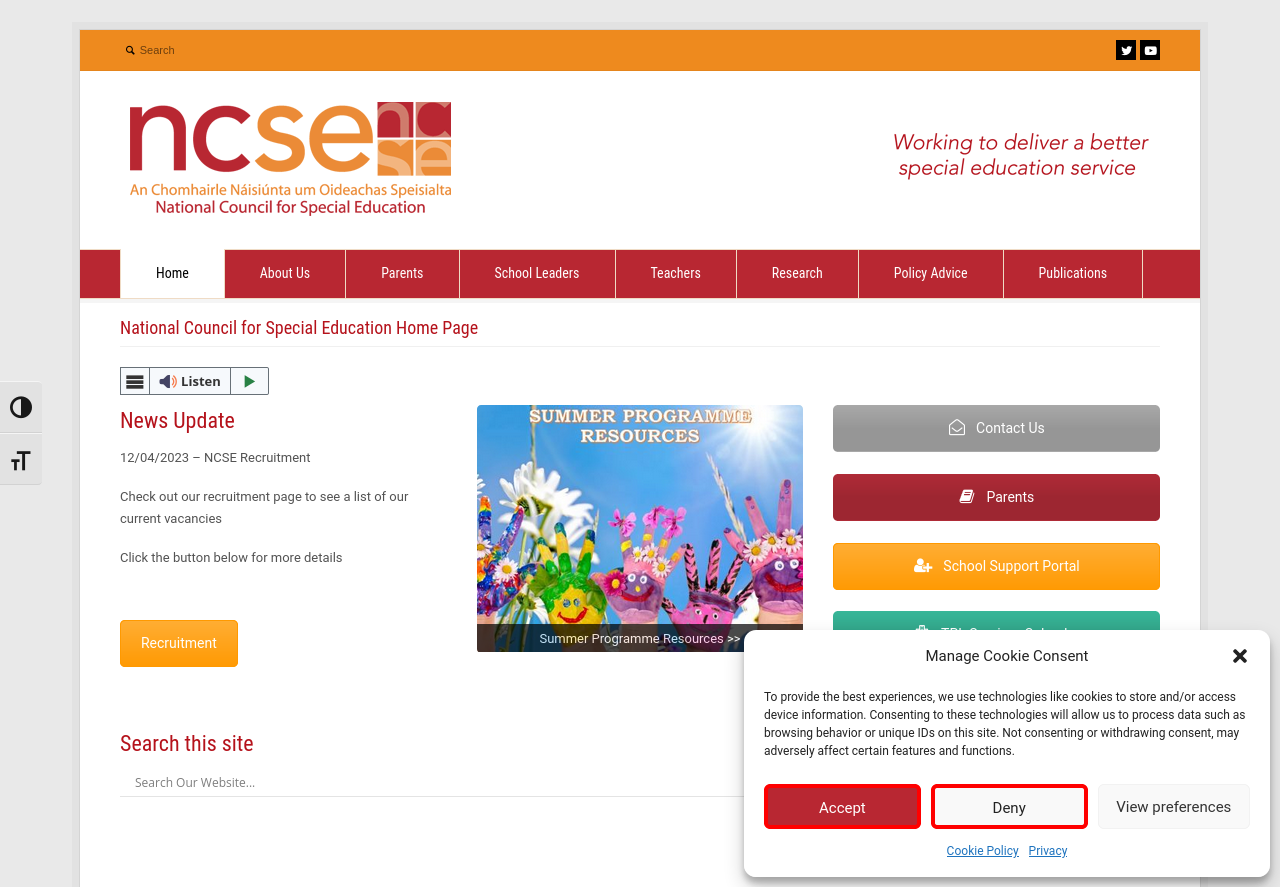 Search
ncse
An Chomhairle Náisiúnta um Oideachas Speisialta
National Council for Special Education
Working to deliver a better
special education service
Home
About Us
Parents
School Leaders
Teachers
Research
Policy Advice
Publications
National Council for Special Education Home Page
Listen
News Update
12/04/2023 – NCSE Recruitment
Check out our recruitment page to see a list of our
current vacancies
Click the button below for more details
Recruitment
SUMMER PROGRAMME
RESOURCES
Summer Programme Resources >>
Contact Us
Parents
School Support Portal
Search this site
Search Our Website...
Manage Cookie Consent
To provide the best experiences, we use technologies like cookies to store and/or access
device information. Consenting to these technologies will allow us to process data such as
browsing behavior or unique IDs on this site. Not consenting or withdrawing consent, may
adversely affect certain features and functions.
Accept
Deny
View preferences
Cookie Policy
Privacy